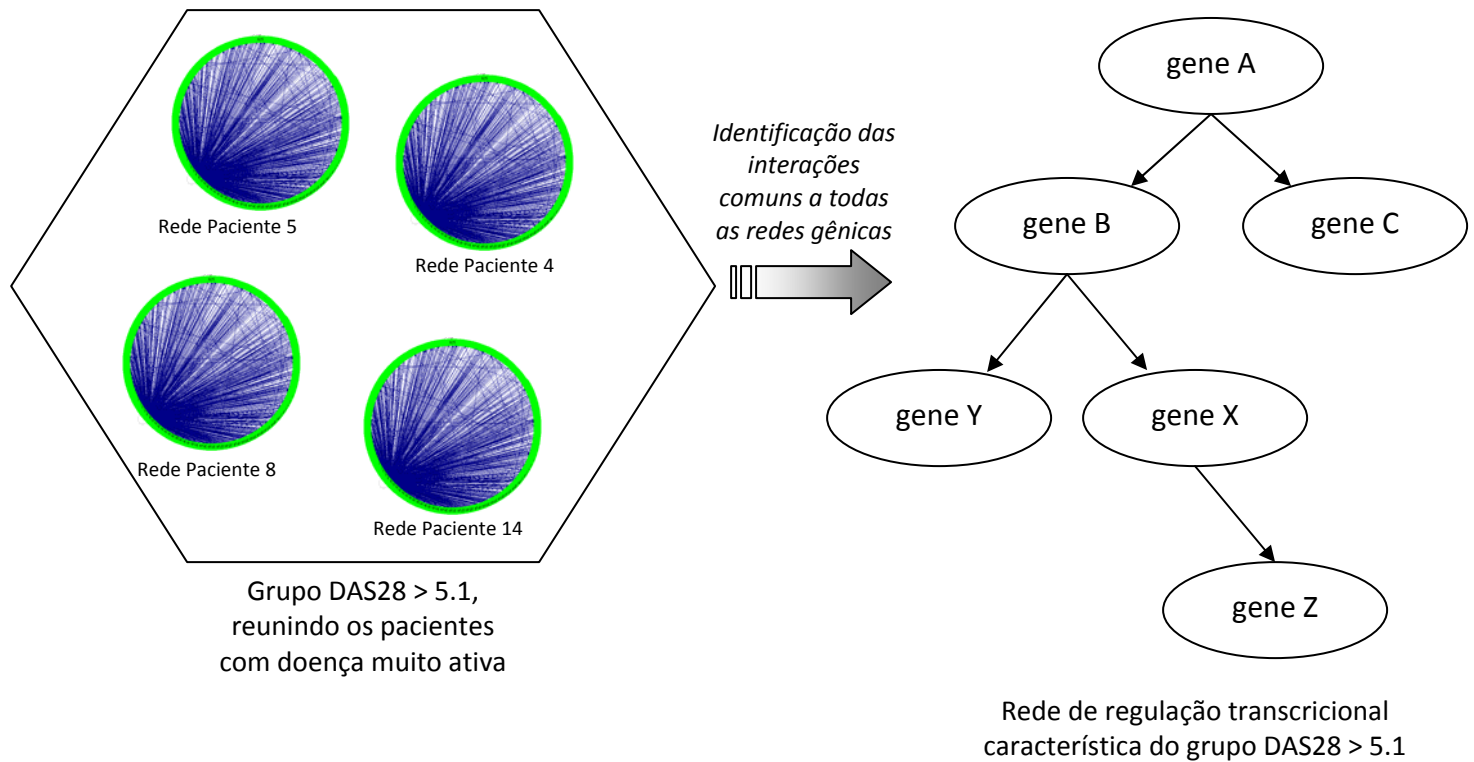 Rede Paciente 5
Rede Paciente 4
Rede Paciente 8
Rede Paciente 14
Grupo DAS28 > 5.1,
reunindo os pacientes
com doença muito ativa
Identificação das
interações
comuns a todas
as redes gênicas
gene A
gene B
gene C
gene Y
gene X
gene Z
Rede de regulação transcricional
característica do grupo DAS28 > 5.1